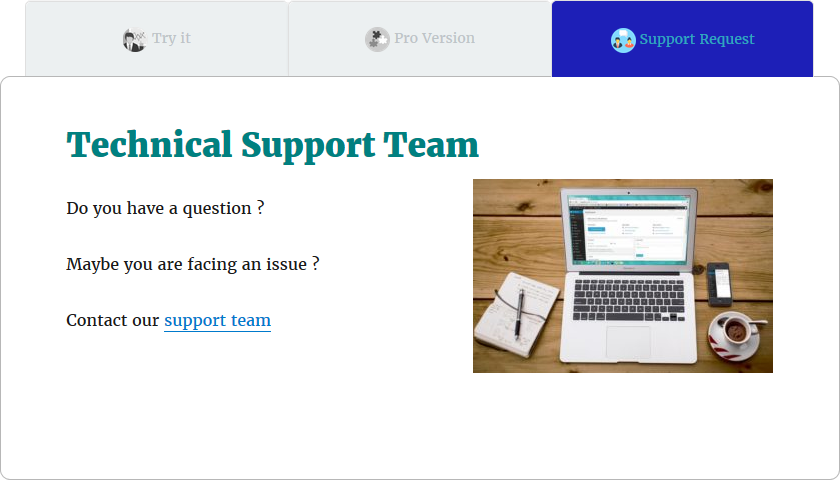 Try it
Pro Version
Support Request
Technical Support Team
Do you have a question ?
Maybe you are facing an issue ?
Contact our support team